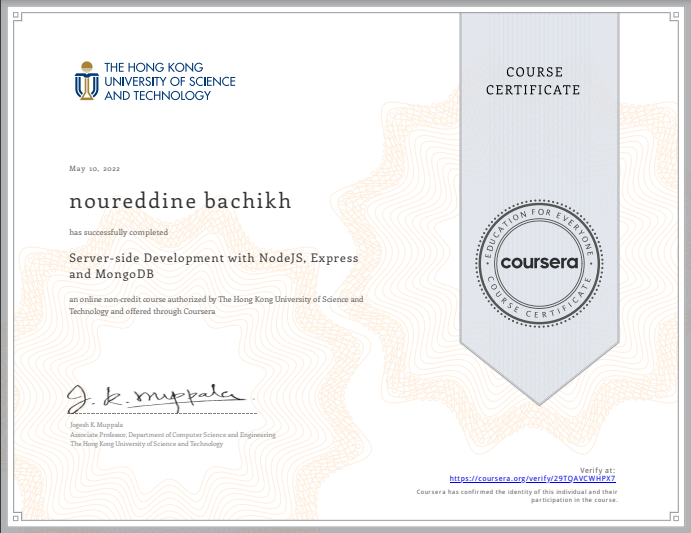 THE HONG KONG
UNIVERSITY OF SCIENCE
AND TECHNOLOGY
COURSE
CERTIFICATE
May 10, 2022
noureddine bachikh
has successfully completed
Server-side Development with NodeJS, Express
and MongoDB
an online non-credit course authorized by The Hong Kong University of Science and
Technology and offered through Coursera
EDUCATION FOR EVERYONE
coursera
COURSE CERTIFICATE
J. K. Muppala
Jogesh K. Muppala
Associate Professor, Department of Computer Science and Engineering
The Hong Kong University of Science and Technology
Verify at:
https://coursera.org/verify/29TQAVCWHPX7
Coursera has confirmed the identity of this individual and their
participation in the course.